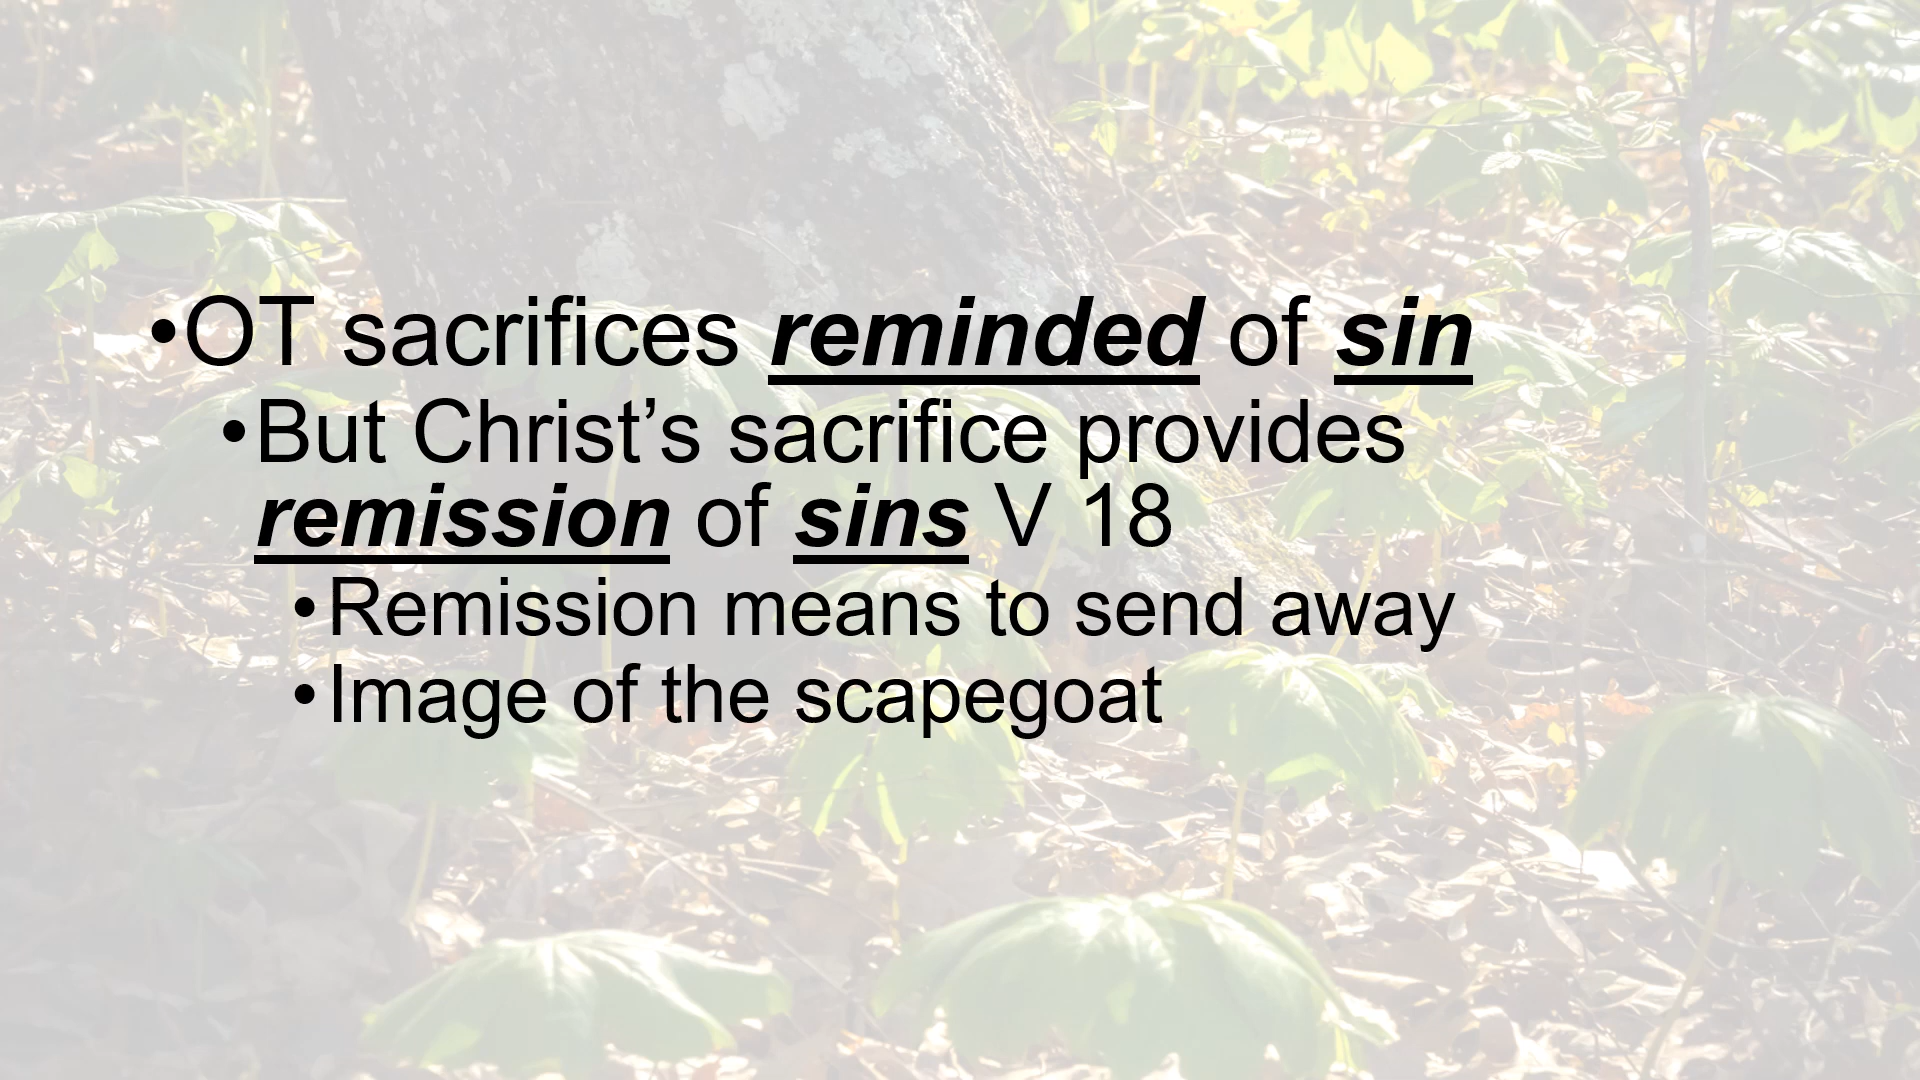 •OT sacrifices reminded of sin
•But Christ’s sacrifice provides
remission of sins V 18
•Remission means to send away
•Image of the scapegoat